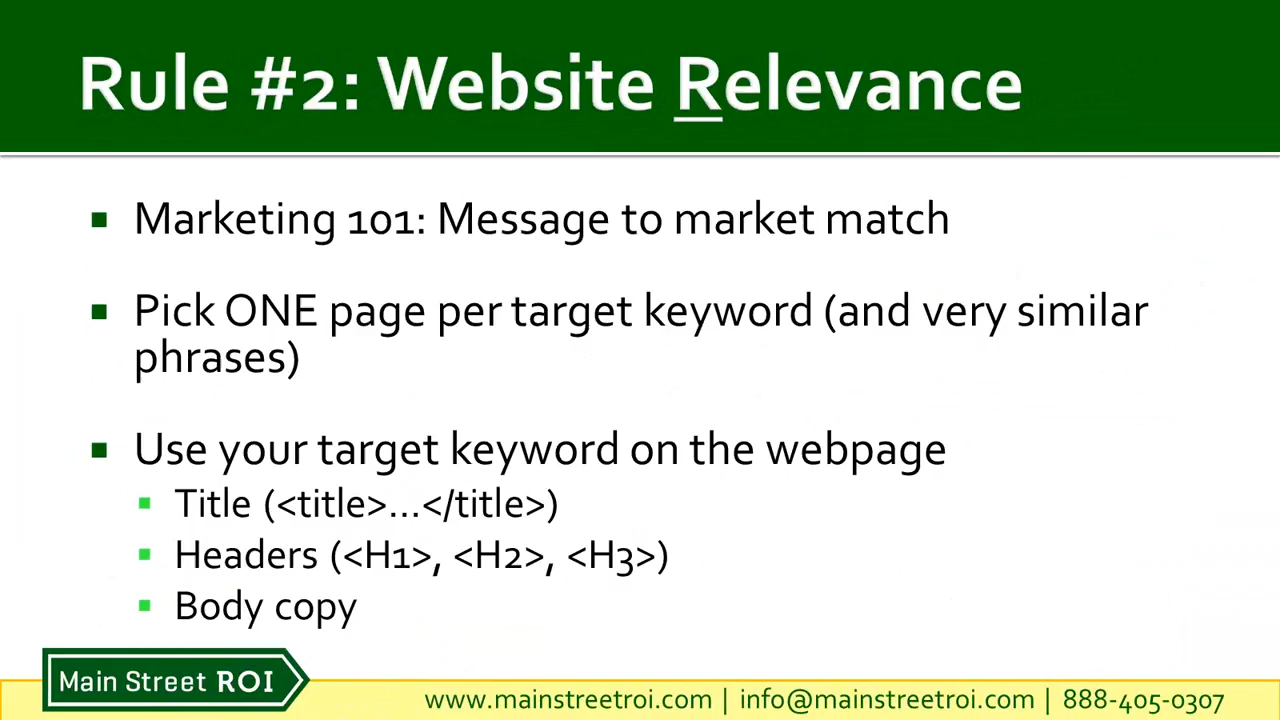 Rule #2: Website Relevance
Marketing 101: Message to market match
Pick ONE page per target keyword (and very similar
phrases)
Use your target keyword on the webpage
Title (<title>...</title>)
Headers (<H1>, <H2>, <H3>)
Body copy
Main Street ROI
www.mainstreetroi.com | info@mainstreetroi.com | 888-405-0307